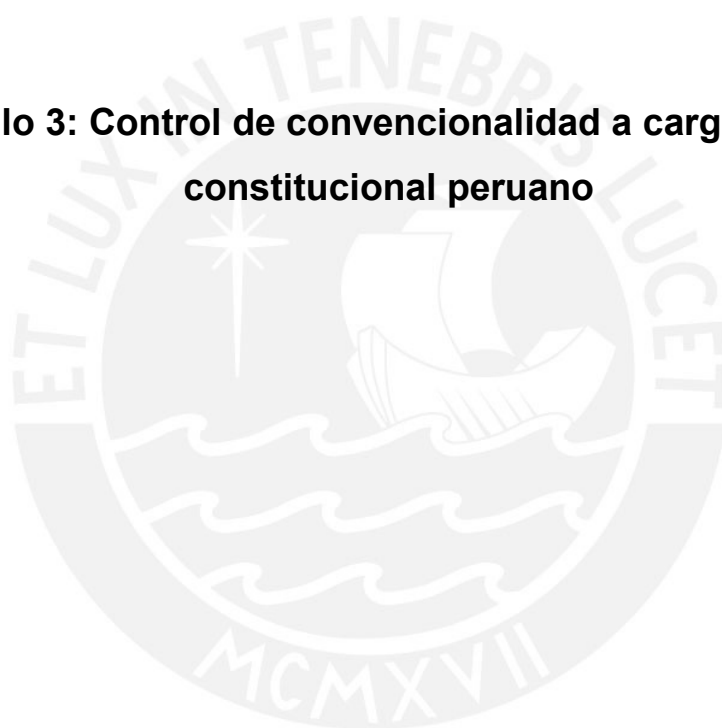 lo 3: Control de convencionalidad a carg
constitucional peruano
ET LUX IN TENEBRIS LUCET
MCMXVII